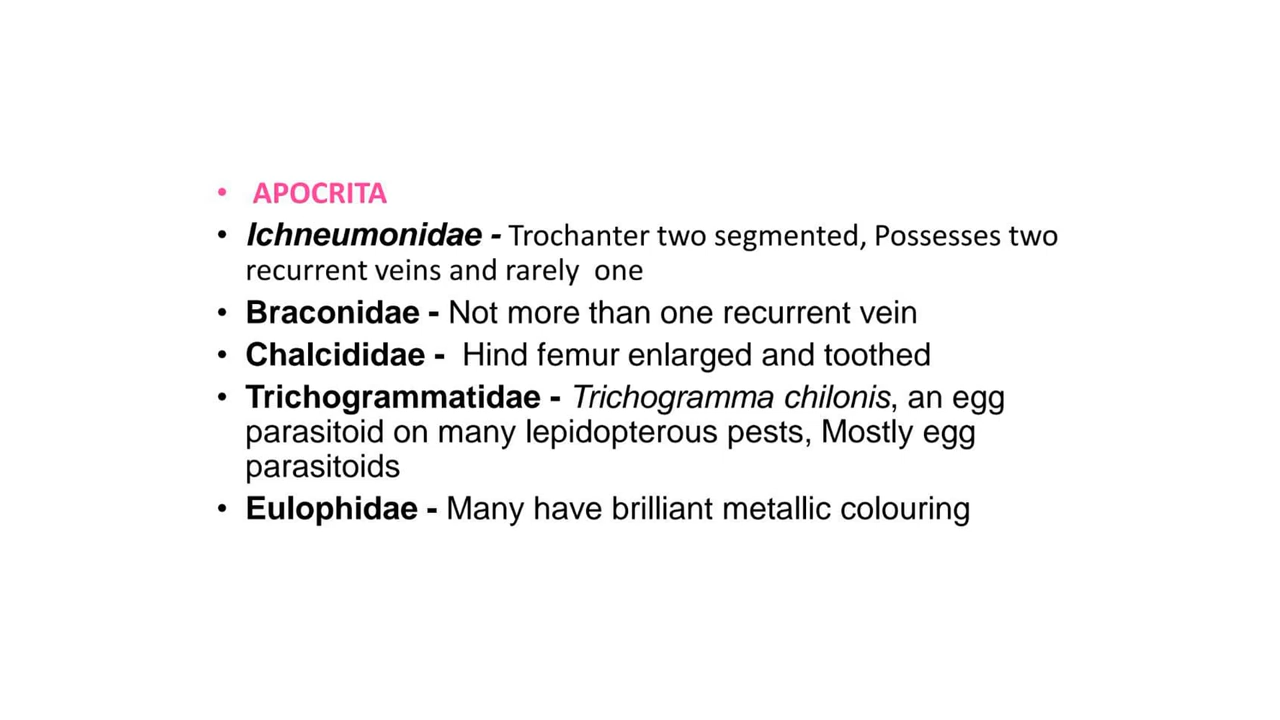 • APOCRITA
• Ichneumonidae - Trochanter two segmented, Possesses two
recurrent veins and rarely one
• Braconidae - Not more than one recurrent vein
• Chalcididae - Hind femur enlarged and toothed
• Trichogrammatidae - Trichogramma chilonis, an egg
parasitoid on many lepidopterous pests, Mostly egg
parasitoids
• Eulophidae - Many have brilliant metallic colouring